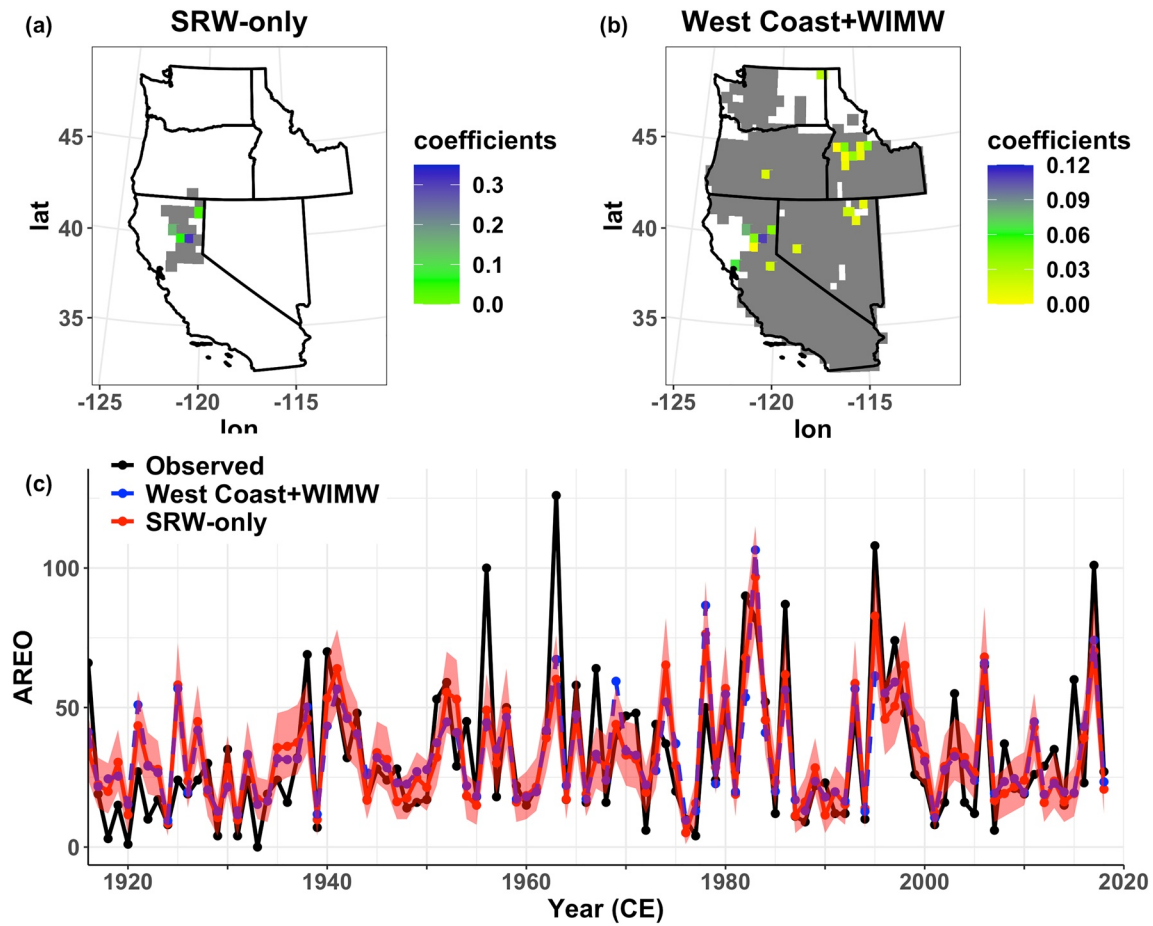 (a) SRW-only
(b) West Coast+WIMW
lat
45
40
35
-125 -120 -115
lon
coefficients
0.3
0.2
0.1
0.0
lat
45
40
35
-125 -120 -115
lon
coefficients
0.12
0.09
0.06
0.03
0.00
(c)
Observed
West Coast+WIMW
SRW-only
AREO
100
50
0
1920 1940 1960 1980 2000 2020
Year (CE)